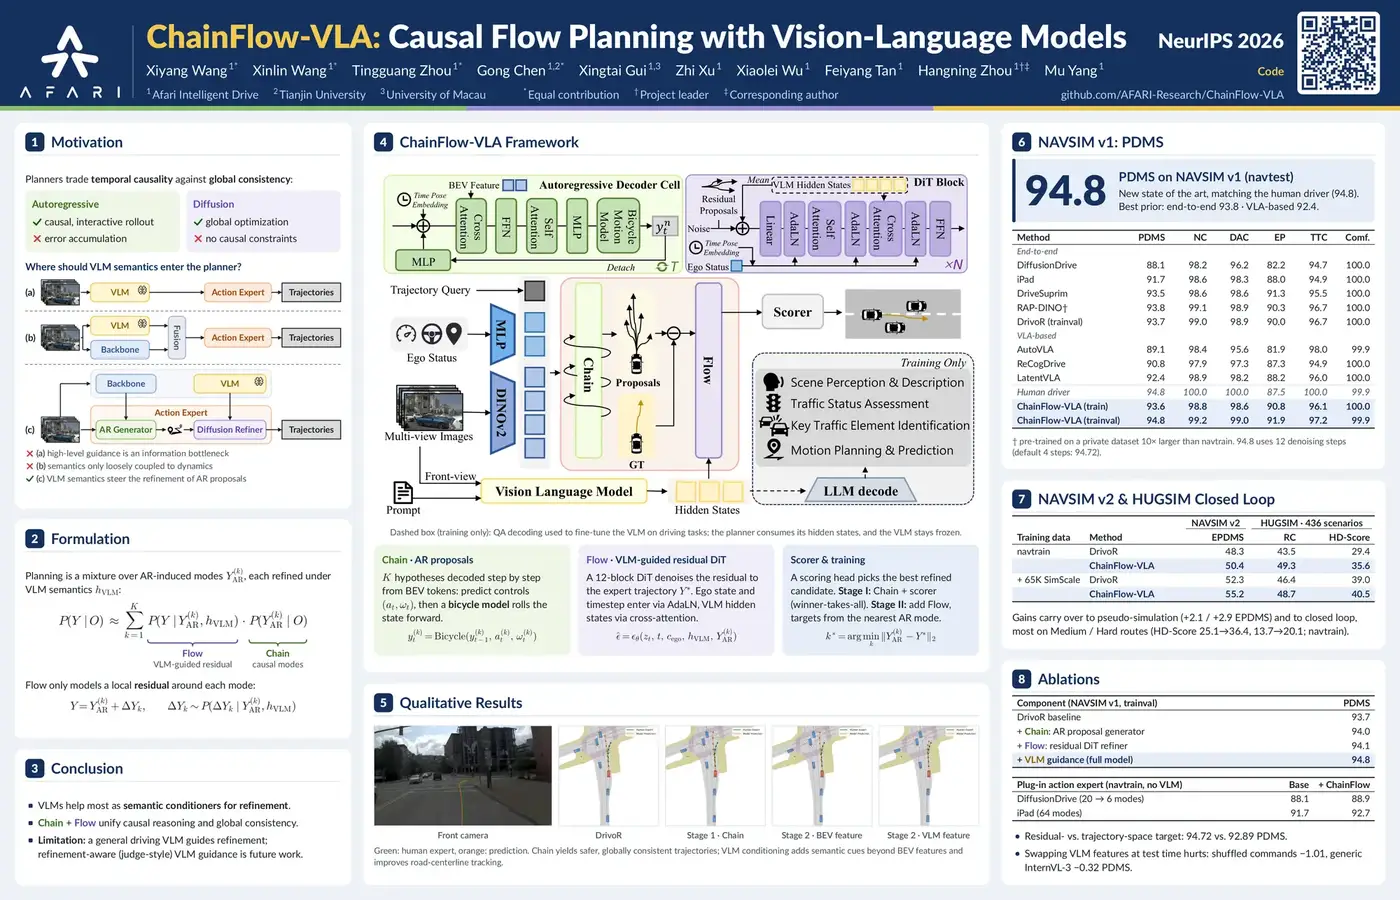 ChainFlow-VLA: Causal Flow Planning with Vision-Language Models
NeurIPS 2026
Xiyang Wang1* Xinlin Wang1* Tingguang Zhou1* Gong Chen1,2* Xingtai Gui1,3 Zhi Xu1 Xiaolei Wu1 Feiyang Tan1 Hangning Zhou1†‡ Mu Yang1
Code
AFARI
1Afari Intelligent Drive 2Tianjin University 3University of Macau *Equal contribution †Project leader ‡Corresponding author
github.com/AFARI-Research/ChainFlow-VLA
1 Motivation
Planners trade temporal causality against global consistency:
Autoregressive
✓ causal, interactive rollout
✗ error accumulation
Diffusion
✓ global optimization
✗ no causal constraints
Where should VLM semantics enter the planner?
(a) VLM Action Expert Trajectories
(b) VLM Backbone Fusion Action Expert Trajectories
Backbone VLM
Action Expert
(c) AR Generator Diffusion Refiner Trajectories
✗ (a) high-level guidance is an information bottleneck
✗ (b) semantics only loosely coupled to dynamics
✓ (c) VLM semantics steer the refinement of AR proposals
2 Formulation
Planning is a mixture over AR-induced modes Y_AR^(k), each refined under
VLM semantics h_VLM:
P(Y | O) ≈ Σ_{k=1}^{K} P(Y | Y_AR^(k), h_VLM) · P(Y_AR^(k) | O)
Flow
VLM-guided residual
Chain
causal modes
Flow only models a local residual around each mode:
Y = Y_AR^(k) + ΔY_k, ΔY_k ~ P(ΔY_k | Y_AR^(k), h_VLM)
3 Conclusion
▪ VLMs help most as semantic conditioners for refinement.
▪ Chain + Flow unify causal reasoning and global consistency.
▪ Limitation: a general driving VLM guides refinement;
refinement-aware (judge-style) VLM guidance is future work.
4 ChainFlow-VLA Framework
BEV Feature
Autoregressive Decoder Cell
Time Pose Embedding
Cross Attention
FFN
Self Attention
MLP
Bicycle Motion Model
y_t^n
MLP
Detach
T
Mean
VLM Hidden States
DiT Block
Residual Proposals
Noise
Time Pose Embedding
Ego Status
Linear
AdaLN
Self Attention
AdaLN
Cross Attention
AdaLN
FFN
×N
Trajectory Query
Ego Status
MLP
Multi-view Images
DINOv2
Chain
Proposals
GT
Flow
Scorer
Training Only
Scene Perception & Description
Traffic Status Assessment
Key Traffic Element Identification
Motion Planning & Prediction
Front-view
Prompt
Vision Language Model
Hidden States
LLM decode
Dashed box (training only): QA decoding used to fine-tune the VLM on driving tasks; the planner consumes its hidden states, and the VLM stays frozen.
Chain · AR proposals
K hypotheses decoded step by step
from BEV tokens: predict controls
(a_t, ω_t), then a bicycle model rolls the
state forward.
y_t^(k) = Bicycle(y_{t-1}^(k), a_t^(k), ω_t^(k))
Flow · VLM-guided residual DiT
A 12-block DiT denoises the residual to
the expert trajectory Y*. Ego state and
timestep enter via AdaLN, VLM hidden
states via cross-attention.
ε̂ = ε_θ(z_t, t, c_ego, h_VLM, Y_AR^(k))
Scorer & training
A scoring head picks the best refined
candidate. Stage I: Chain + scorer
(winner-takes-all). Stage II: add Flow,
targets from the nearest AR mode.
k* = arg min_k ||Y_AR^(k) − Y*||_2
5 Qualitative Results
Front camera
DrivoR
Stage 1 · Chain
Stage 2 · BEV feature
Stage 2 · VLM feature
Green: human expert, orange: prediction. Chain yields safer, globally consistent trajectories; VLM conditioning adds semantic cues beyond BEV features and
improves road-centerline tracking.
6 NAVSIM v1: PDMS
94.8
PDMS on NAVSIM v1 (navtest)
New state of the art, matching the human driver (94.8).
Best prior: end-to-end 93.8 · VLA-based 92.4.
Method PDMS NC DAC EP TTC Comf.
End-to-end
DiffusionDrive 88.1 98.2 96.2 82.2 94.7 100.0
iPad 91.7 98.6 98.3 88.0 94.9 100.0
DriveSuprim 93.5 98.6 98.6 91.3 95.5 100.0
RAP-DINO† 93.8 99.1 98.9 90.3 96.7 100.0
DrivoR (trainval) 93.7 99.0 98.9 90.0 96.7 100.0
VLA-based
AutoVLA 89.1 98.4 95.6 81.9 98.0 99.9
ReCogDrive 90.8 97.9 97.3 87.3 94.9 100.0
LatentVLA 92.4 98.9 98.2 88.2 96.0 100.0
Human driver 94.8 100.0 100.0 87.5 100.0 99.9
ChainFlow-VLA (train) 93.6 98.8 98.6 90.8 96.1 100.0
ChainFlow-VLA (trainval) 94.8 99.2 99.0 91.9 97.2 99.9
† pre-trained on a private dataset 10× larger than navtrain. 94.8 uses 12 denoising steps
(default 4 steps: 94.72).
7 NAVSIM v2 & HUGSIM Closed Loop
NAVSIM v2 HUGSIM · 436 scenarios
Training data Method EPDMS RC HD-Score
navtrain DrivoR 48.3 43.5 29.4
ChainFlow-VLA 50.4 49.3 35.6
+ 65K SimScale DrivoR 52.3 46.4 39.0
ChainFlow-VLA 55.2 48.7 40.5
Gains carry over to pseudo-simulation (+2.1 / +2.9 EPDMS) and to closed loop,
most on Medium / Hard routes (HD-Score 25.1→36.4, 13.7→20.1; navtrain).
8 Ablations
Component (NAVSIM v1, trainval) PDMS
DrivoR baseline 93.7
+ Chain: AR proposal generator 94.0
+ Flow: residual DiT refiner 94.1
+ VLM guidance (full model) 94.8
Plug-in action expert (navtrain, no VLM) Base + ChainFlow
DiffusionDrive (20 → 6 modes) 88.1 88.9
iPad (64 modes) 91.7 92.7
• Residual- vs. trajectory-space target: 94.72 vs. 92.89 PDMS.
• Swapping VLM features at test time hurts: shuffled commands −1.01, generic
InternVL-3 −0.32 PDMS.